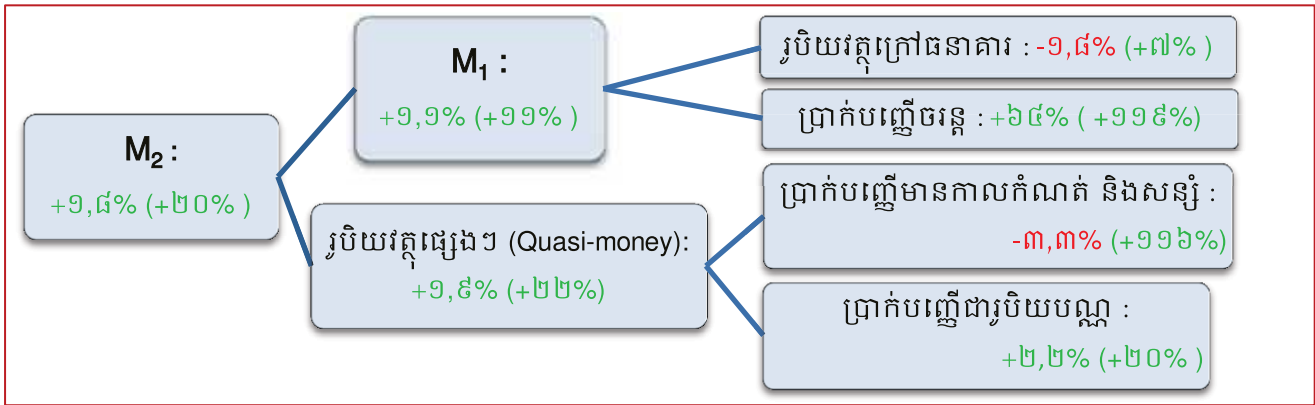 M2 :
+១,៨% (+២០% )
M1 :
+១,១% (+១១% )
រូបិយវត្ថុផ្សេងៗ (Quasi-money):
+១,៩% (+២២%)
រូបិយវត្ថុក្រៅធនាគារ : -១,៨% (+៧% )
ប្រាក់បញ្ញើចរន្ត : +៦៤% ( +១១៩%)
ប្រាក់បញ្ញើមានកាលកំណត់ និងសន្សំ :
-៣,៣% (+១១៦%)
ប្រាក់បញ្ញើជារូបិយបណ្ណ :
+២,២% (+២០% )